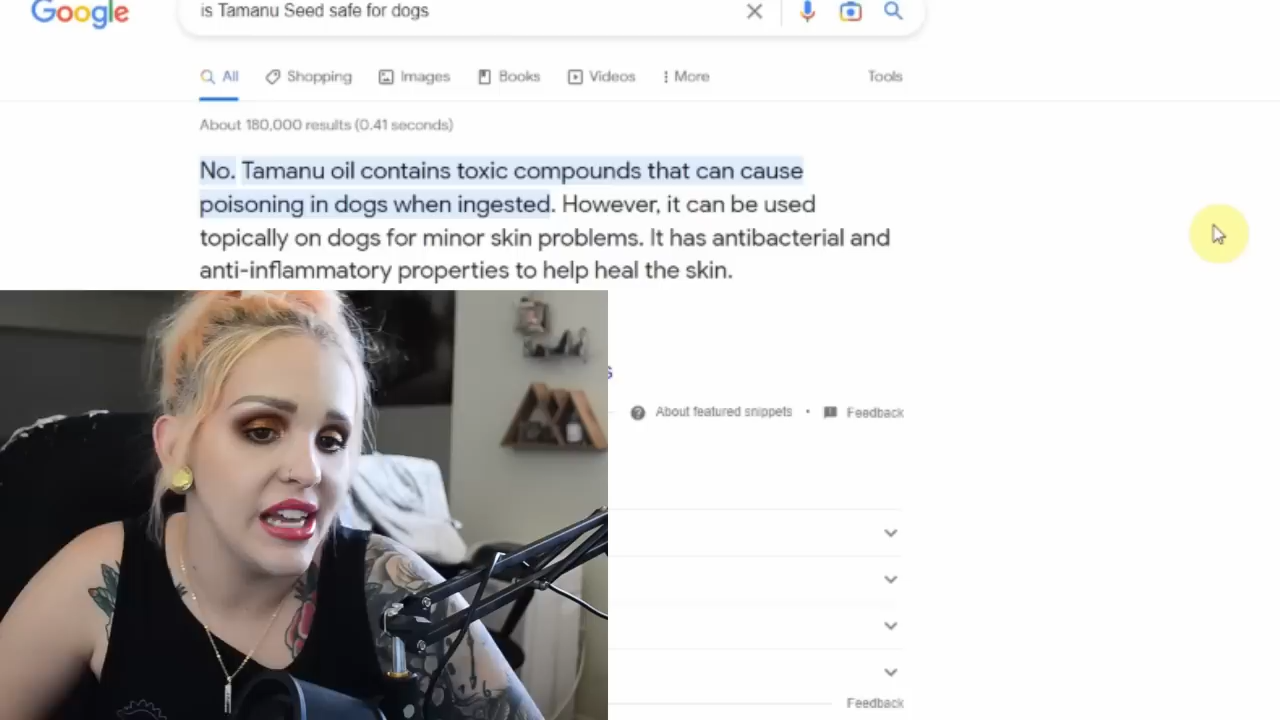 Google
is Tamanu Seed safe for dogs
All Shopping Images Books Videos More Tools
About 180,000 results (0.41 seconds)
No. Tamanu oil contains toxic compounds that can cause
poisoning in dogs when ingested. However, it can be used
topically on dogs for minor skin problems. It has antibacterial and
anti-inflammatory properties to help heal the skin.
s
About featured snippets • Feedback
Feedback